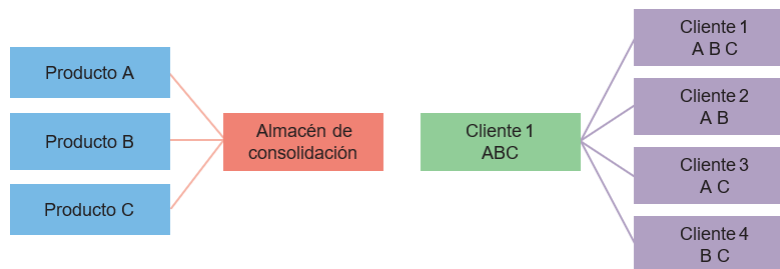 Producto A
Producto B
Producto C
Almacén de
consolidación
Cliente 1
ABC
Cliente 1
A B C
Cliente 2
A B
Cliente 3
A C
Cliente 4
B C